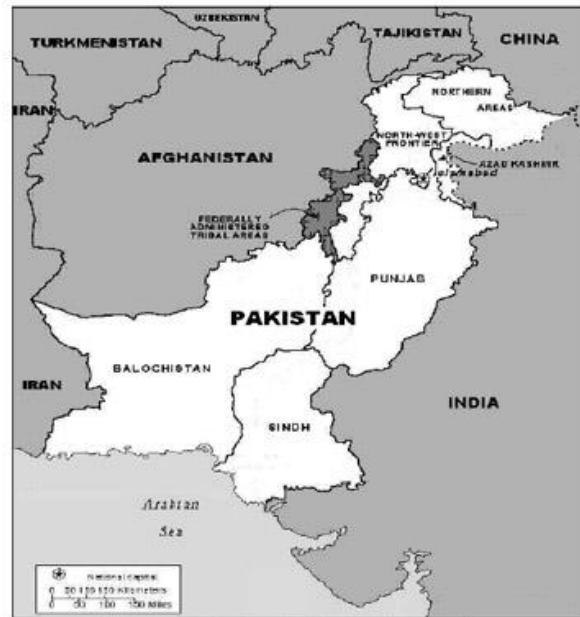 UZBEKISTAN
TURKMENISTAN
TAJIKISTAN
CHINA
IRAN
NORTHERN
AREAS
NORTH-WEST
FRONTIER
AFGHANISTAN
AZAD KASHMIR
Islamabad
FEDERALLY
ADMINISTERED
TRIBAL AREAS
PUNJAB
PAKISTAN
BALOCHISTAN
IRAN
INDIA
SINDH
Arabian
Sea
National capital
0 50 100 150 Kilometers
0 50 100 150 Miles